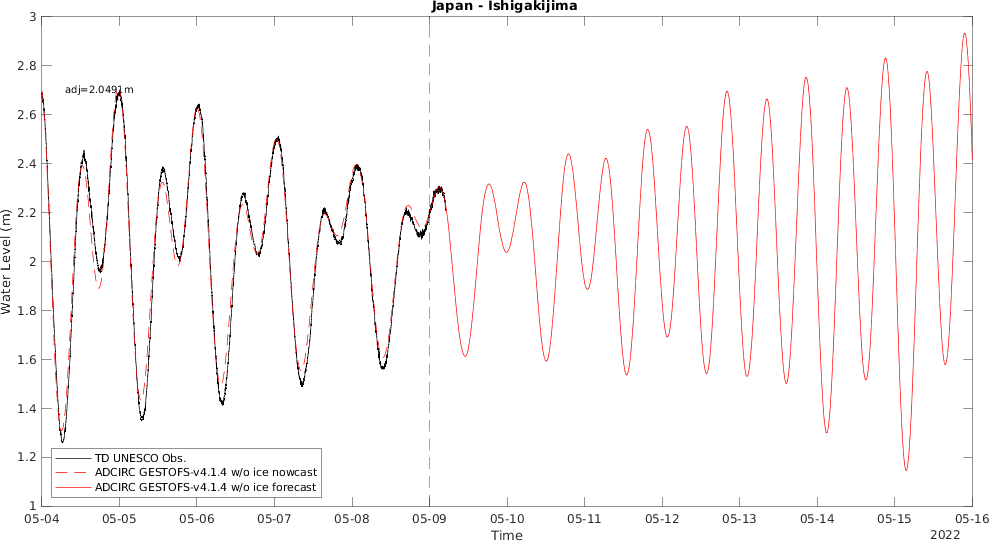 Japan - Ishigakijima
adj=2.0491m
3
2.8
2.6
2.4
2.2
2
1.8
1.6
1.4
1.2
1
Water Level (m)
TD UNESCO Obs.
ADCIRC GESTOFS-v4.1.4 w/o ice nowcast
ADCIRC GESTOFS-v4.1.4 w/o ice forecast
05-04 05-05 05-06 05-07 05-08 05-09 05-10 05-11 05-12 05-13 05-14 05-15 05-16
Time
2022